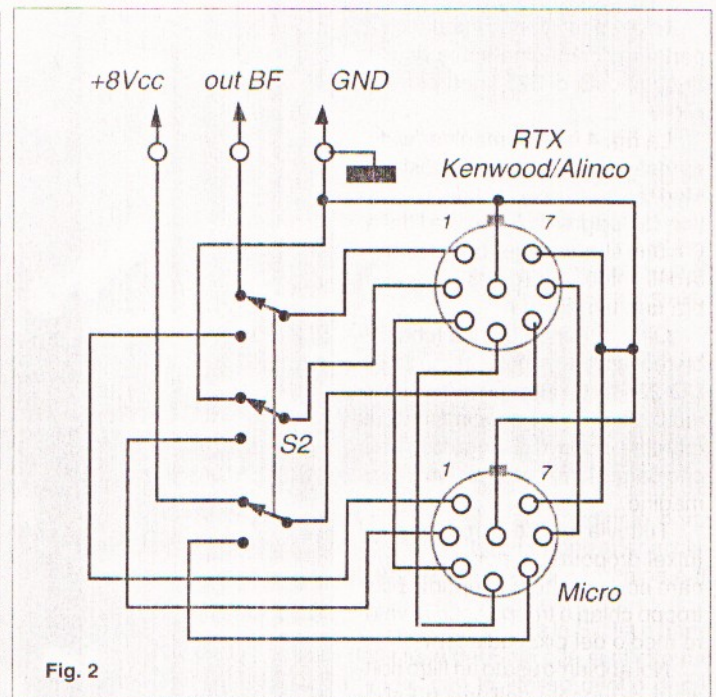 +8Vcc out BF GND
RTX
Kenwood/Alinco
1 7
S2
1 7
Micro
Fig. 2